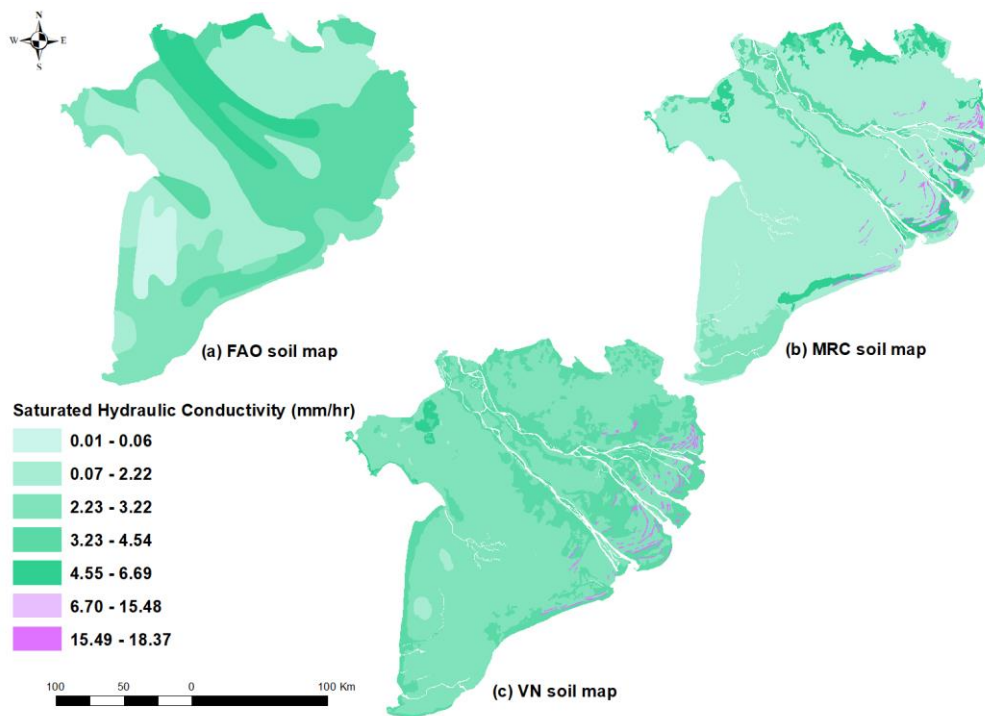 N
W E
S
(a) FAO soil map
(b) MRC soil map
Saturated Hydraulic Conductivity (mm/hr)
0.01 - 0.06
0.07 - 2.22
2.23 - 3.22
3.23 - 4.54
4.55 - 6.69
6.70 - 15.48
15.49 - 18.37
(c) VN soil map
100 50 0 100 Km